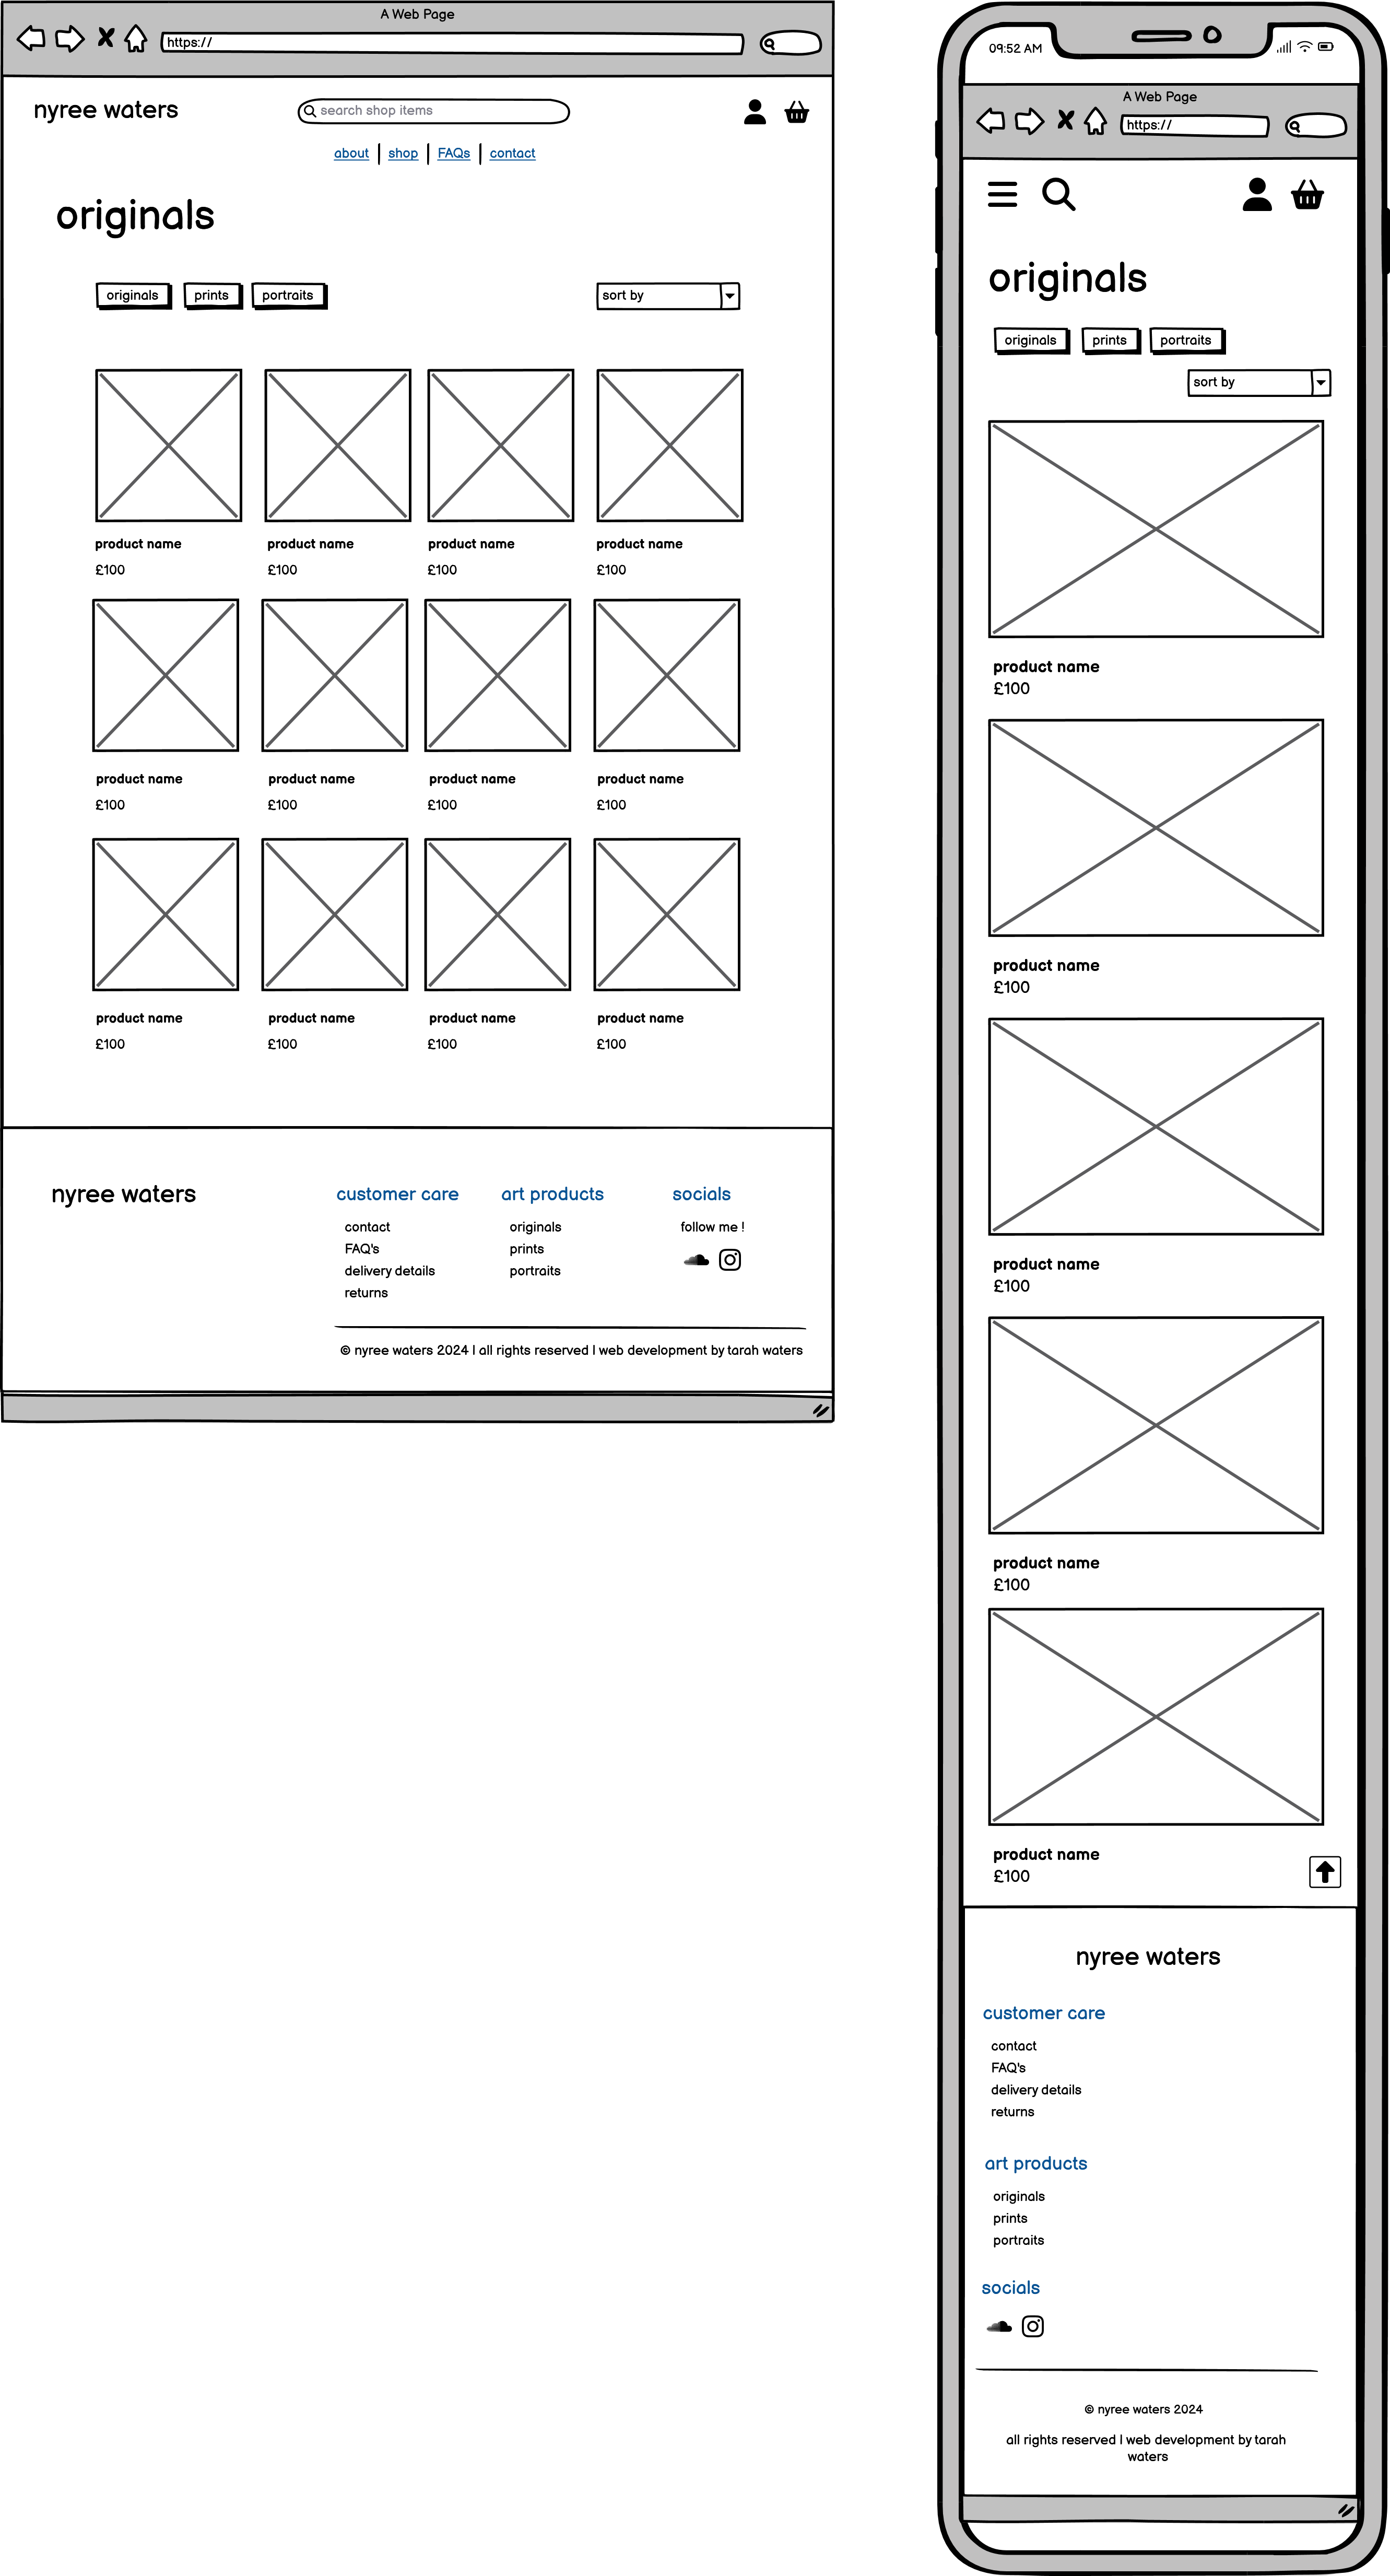 A Web Page
https://
nyree waters
search shop items
about | shop | FAQs | contact
originals
originals prints portraits sort by
product name product name product name product name
£100 £100 £100 £100
product name product name product name product name
£100 £100 £100 £100
product name product name product name product name
£100 £100 £100 £100
nyree waters customer care art products socials
contact originals follow me !
FAQ's prints
delivery details portraits
returns
© nyree waters 2024 | all rights reserved | web development by tarah waters
09:52 AM
A Web Page
https://
originals
originals prints portraits
sort by
product name
£100
product name
£100
product name
£100
product name
£100
product name
£100
nyree waters
customer care
contact
FAQ's
delivery details
returns
art products
originals
prints
portraits
socials
© nyree waters 2024
all rights reserved | web development by tarah
waters